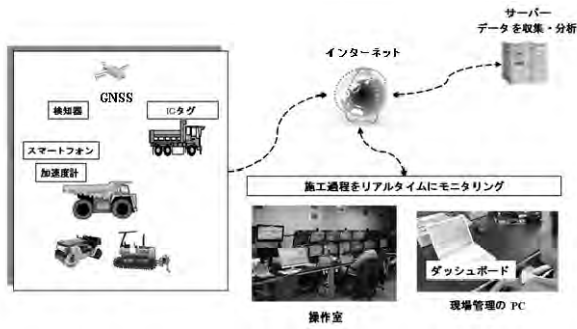 サーバー
データを収集・分析
インターネット
GNSS
検知器
ICタグ
スマートフォン
加速度計
施工過程をリアルタイムにモニタリング
ダッシュボード
操作室
現場管理の PC